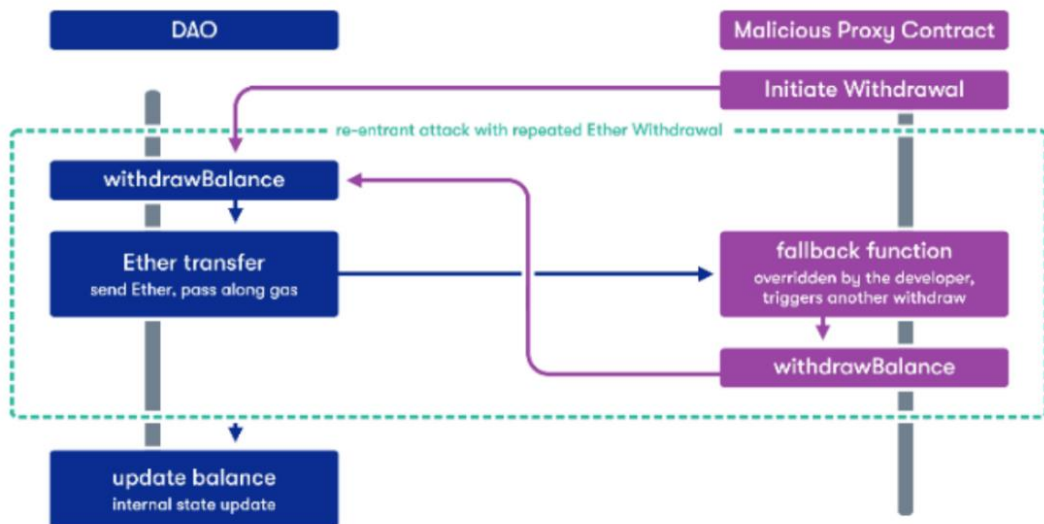 DAO
Malicious Proxy Contract
Initiate Withdrawal
re-entrant attack with repeated Ether Withdrawal
withdrawBalance
Ether transfer
send Ether, pass along gas
fallback function
overridden by the developer,
triggers another withdraw
withdrawBalance
update balance
internal state update